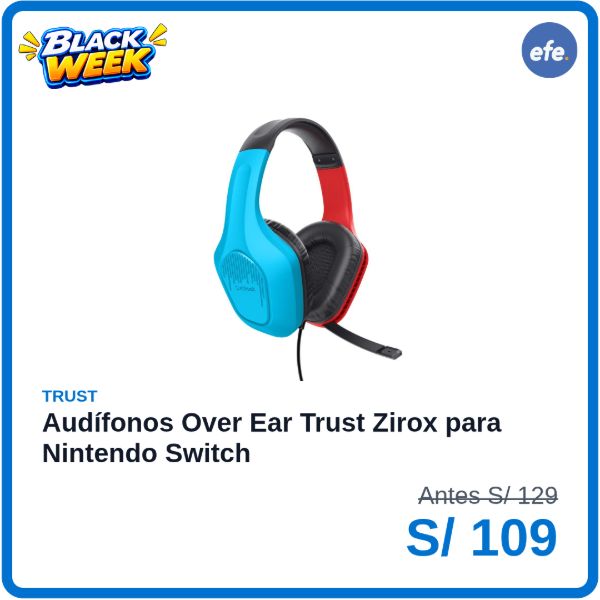 BLACK
WEEK
efe.
TRUST
Audífonos Over Ear Trust Zirox para
Nintendo Switch
Antes S/ 129
S/ 109